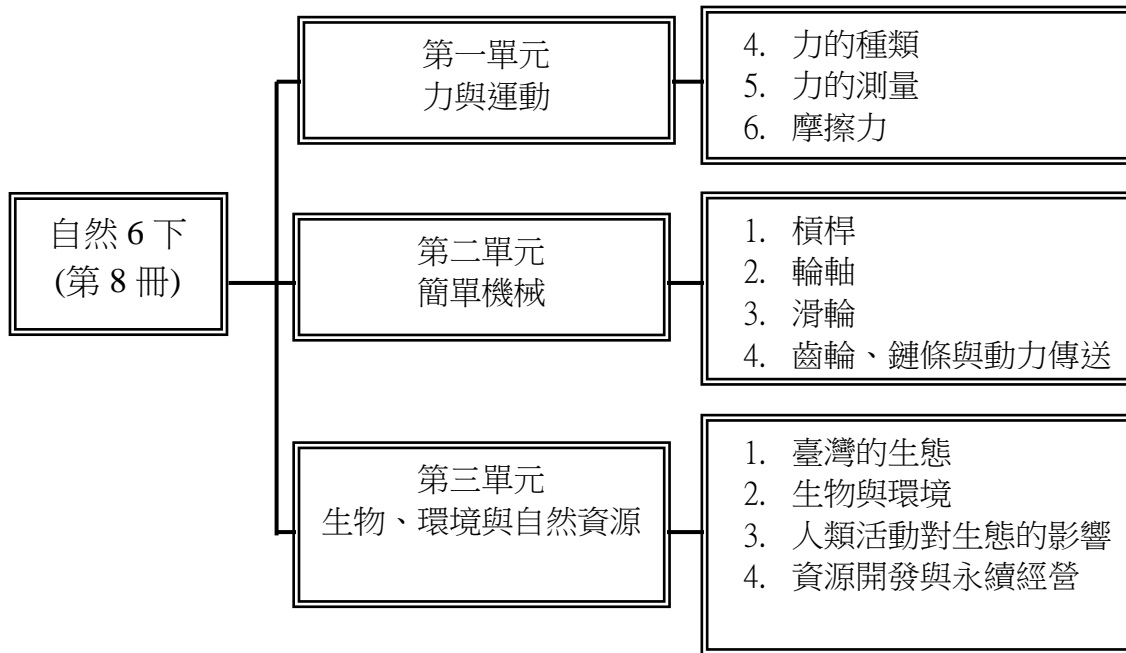 第一單元
力與運動
4. 力的種類
5. 力的測量
6. 摩擦力
自然 6 下
(第 8 冊)
第二單元
簡單機械
1. 槓桿
2. 輪軸
3. 滑輪
4. 齒輪、鏈條與動力傳送
第三單元
生物、環境與自然資源
1. 臺灣的生態
2. 生物與環境
3. 人類活動對生態的影響
4. 資源開發與永續經營